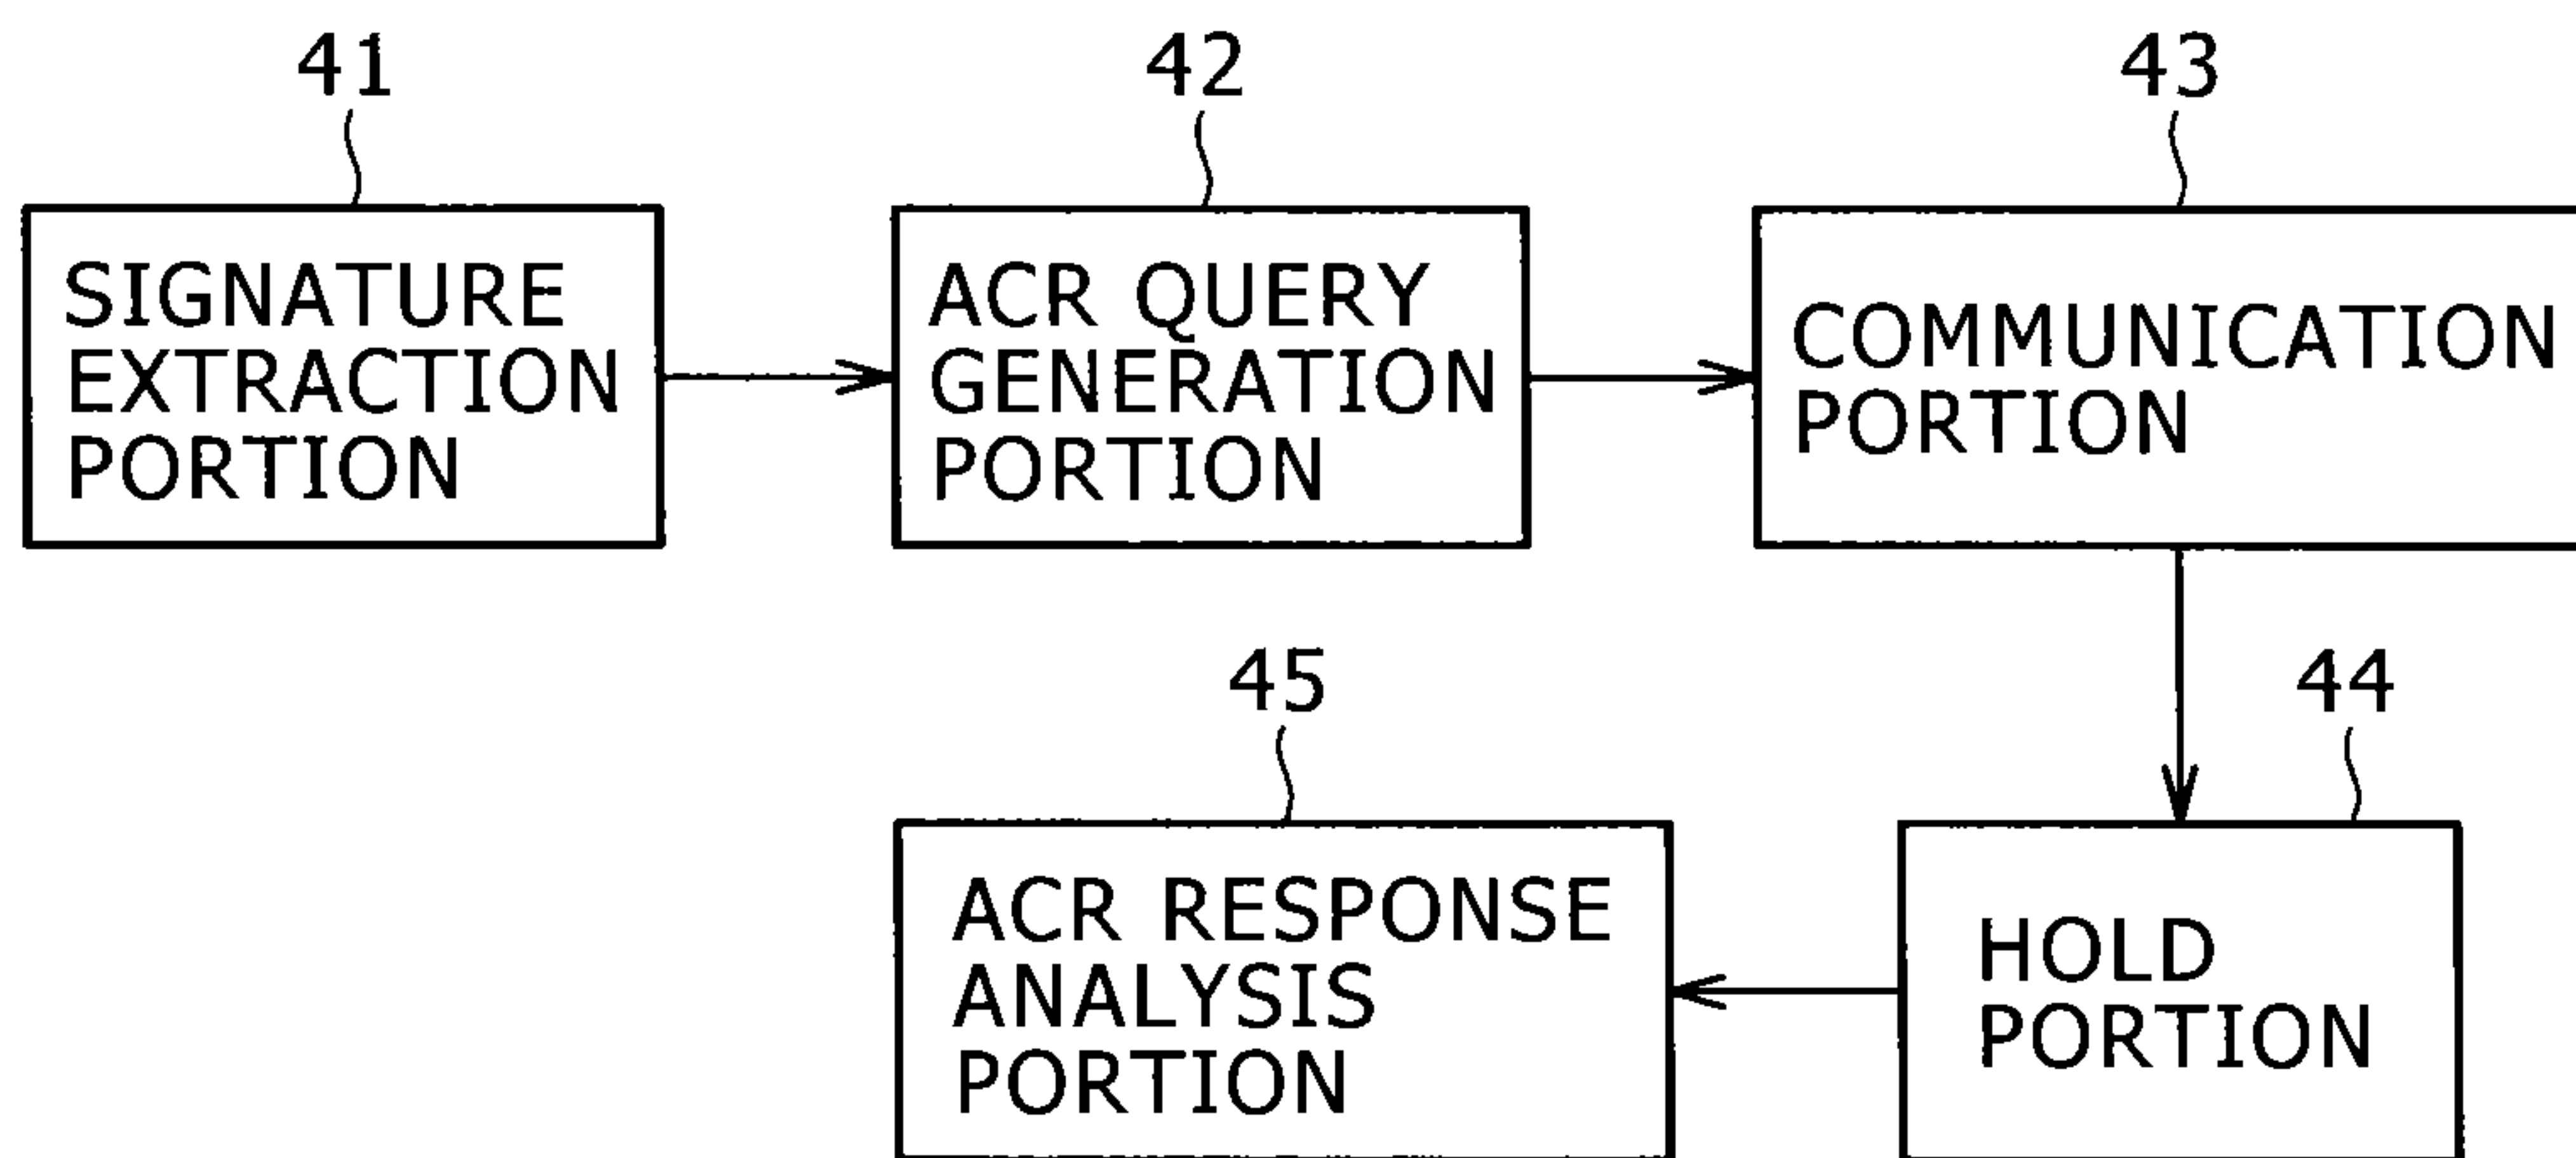 41
42
43
SIGNATURE
EXTRACTION
PORTION
ACR QUERY
GENERATION
PORTION
COMMUNICATION
PORTION
45
44
ACR RESPONSE
ANALYSIS
PORTION
HOLD
PORTION